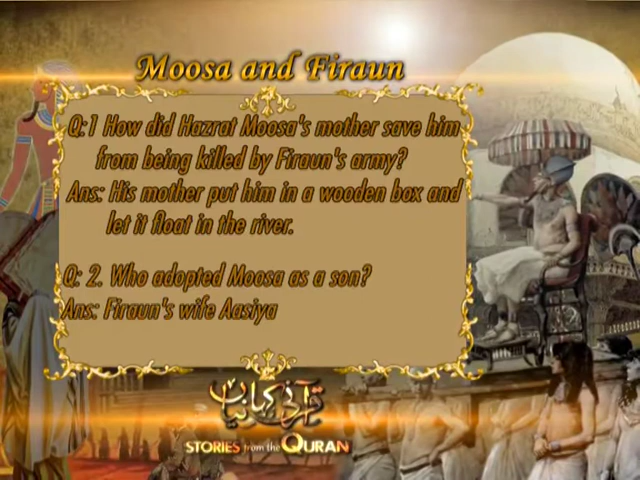 Moosa and Firaun
Q:1 How did Hazrat Moosa's mother save him
from being killed by Firaun's army?
Ans: His mother put him in a wooden box and
let it float in the river.
Q: 2. Who adopted Moosa as a son?
Ans: Firaun's wife Aasiya
قرآنی کہانیاں
STORIES from the QURAN